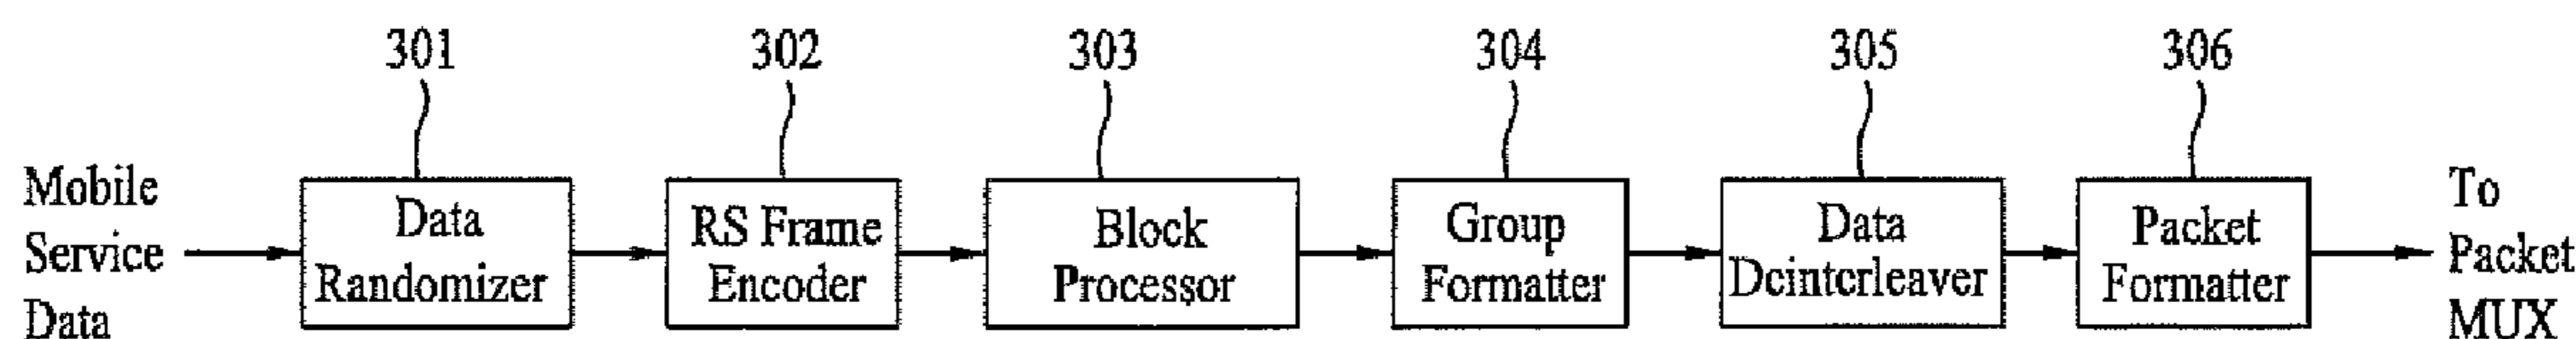 301
302
303
304
305
306
Mobile
Service
Data
Data
Randomizer
RS Frame
Encoder
Block
Processor
Group
Formatter
Data
Deinterleaver
Packet
Formatter
To
Packet
MUX